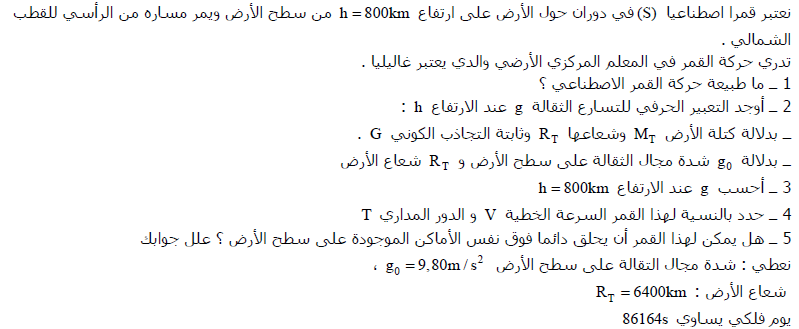 نعتبر قمرا اصطناعيا (S) في دوران حول الأرض على ارتفاع h = 800km من سطح الأرض ويمر مساره من الرأسي للقطب
الشمالي .
تدري حركة القمر في المعلم المركزي الأرضي والذي يعتبر غاليليا .
1 _ ما طبيعة حركة القمر الاصطناعي ؟
2 _ أوجد التعبير الحرفي للتسارع الثقالة g عند الارتفاع h :
_ بدلالة كتلة الأرض M_T وشعاعها R_T وثابتة التجاذب الكوني G .
_ بدلالة g_0 شدة مجال الثقالة على سطح الأرض و R_T شعاع الأرض
3 _ أحسب g عند الارتفاع h = 800km
4 _ حدد بالنسية لهذا القمر السرعة الخطية V و الدور المداري T
5 _ هل يمكن لهذا القمر أن يحلق دائما فوق نفس الأماكن الموجودة على سطح الأرض ؟ علل جوابك
نعطي : شدة مجال الثقالة على سطح الأرض g_0 = 9,80m / s² ،
شعاع الأرض : R_T = 6400km
يوم فلكي يساوي 86164s